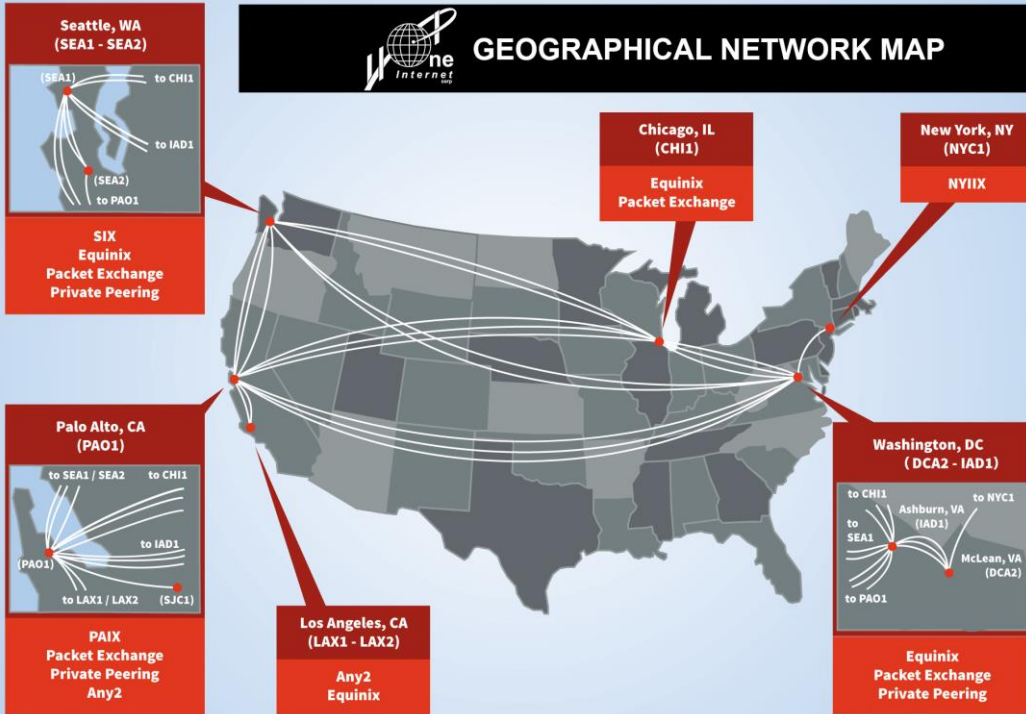 Seattle, WA
(SEA1 - SEA2)
(SEA1)
to CHI1
to IAD1
(SEA2)
to PAO1
SIX
Equinix
Packet Exchange
Private Peering
ne
Internet
corp
GEOGRAPHICAL NETWORK MAP
Chicago, IL
(CHI1)
Equinix
Packet Exchange
New York, NY
(NYC1)
NYIIX
Palo Alto, CA
(PAO1)
to SEA1 / SEA2
to CHI1
to IAD1
(PAO1)
to LAX1 / LAX2
(SJC1)
PAIX
Packet Exchange
Private Peering
Any2
Los Angeles, CA
(LAX1 - LAX2)
Any2
Equinix
Washington, DC
(DCA2 - IAD1)
to CHI1
to NYC1
Ashburn, VA
(IAD1)
to
SEA1
McLean, VA
(DCA2)
to PAO1
Equinix
Packet Exchange
Private Peering